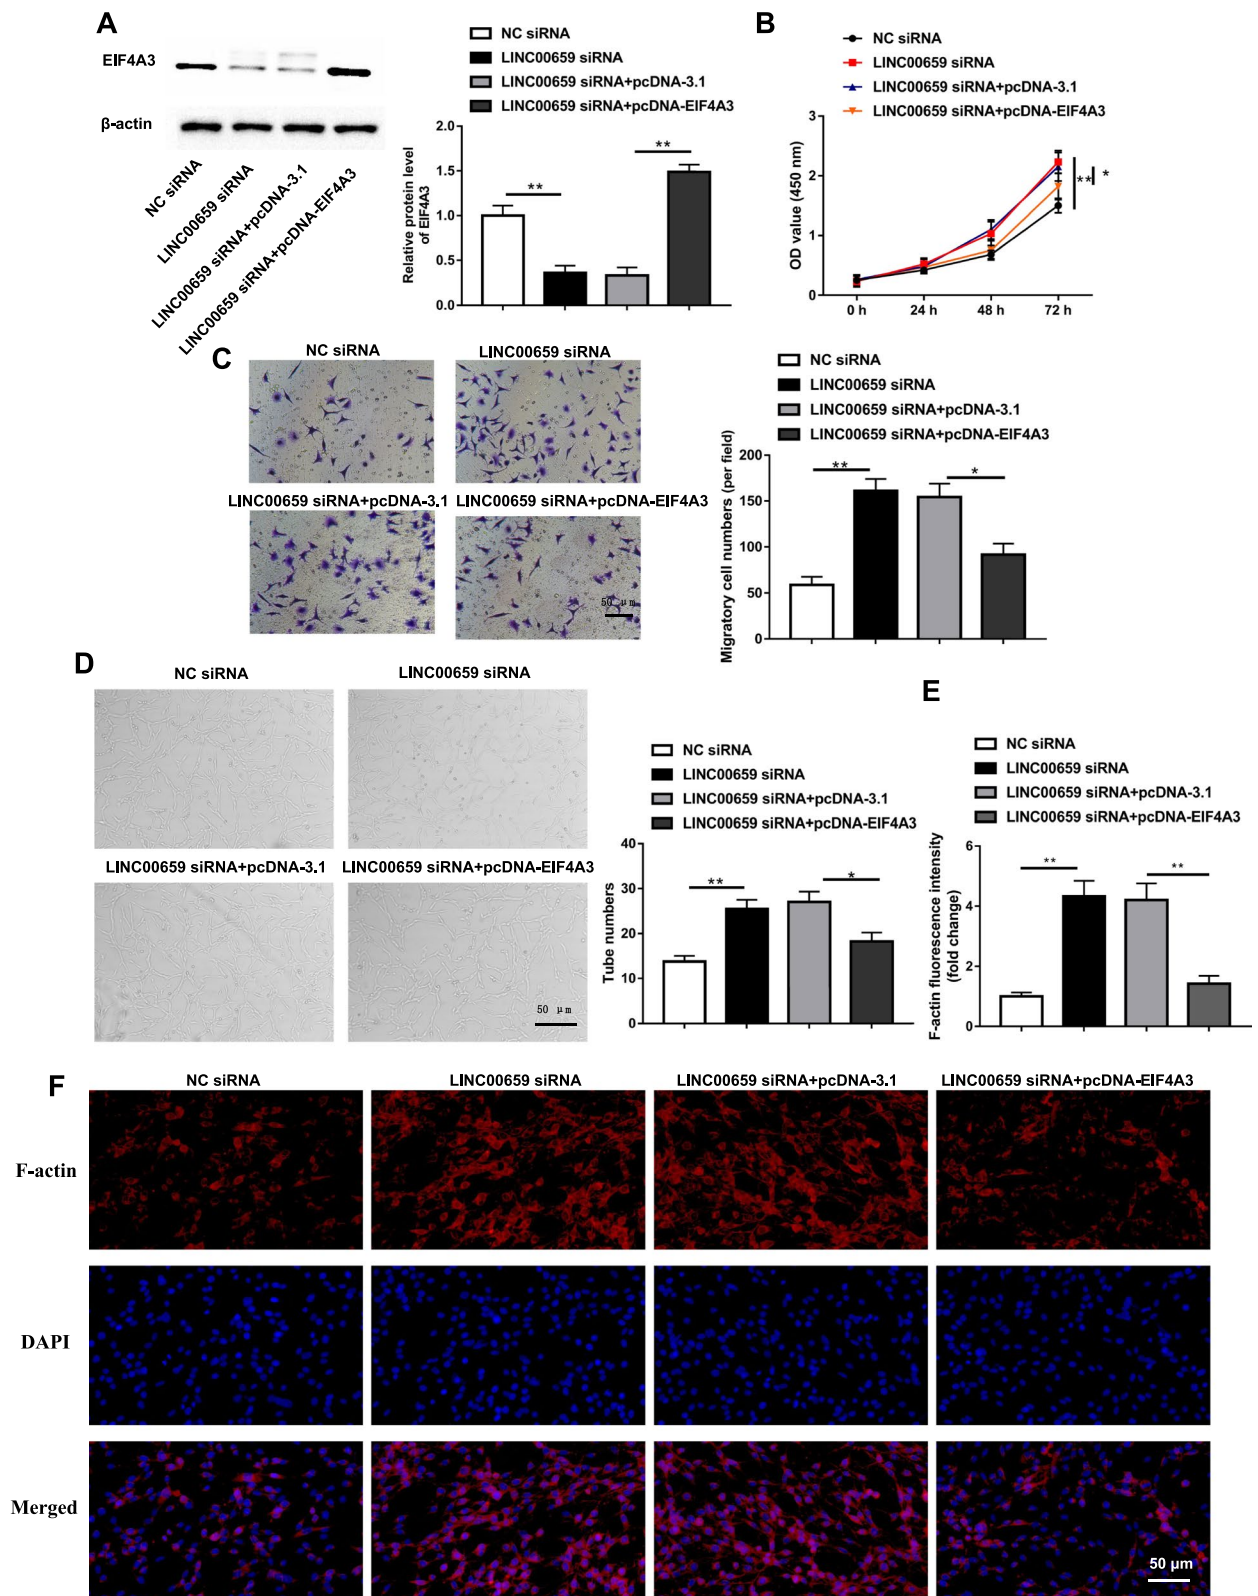 A
EIF4A3
β-actin
NC siRNA
LINC00659 siRNA
LINC00659 siRNA+pcDNA-3.1
LINC00659 siRNA+pcDNA-EIF4A3
NC siRNA
LINC00659 siRNA
LINC00659 siRNA+pcDNA-3.1
LINC00659 siRNA+pcDNA-EIF4A3
Relative protein level
of EIF4A3
2.0
1.5
1.0
0.5
0.0
**
**
B
NC siRNA
LINC00659 siRNA
LINC00659 siRNA+pcDNA-3.1
LINC00659 siRNA+pcDNA-EIF4A3
OD value (450 nm)
3
2
1
0
0 h
24 h
48 h
72 h
**
*
C
NC siRNA
LINC00659 siRNA
LINC00659 siRNA+pcDNA-3.1
LINC00659 siRNA+pcDNA-EIF4A3
50 μm
NC siRNA
LINC00659 siRNA
LINC00659 siRNA+pcDNA-3.1
LINC00659 siRNA+pcDNA-EIF4A3
Migratory cell numbers (per field)
200
150
100
50
0
**
*
D
NC siRNA
LINC00659 siRNA
LINC00659 siRNA+pcDNA-3.1
LINC00659 siRNA+pcDNA-EIF4A3
50 μm
NC siRNA
LINC00659 siRNA
LINC00659 siRNA+pcDNA-3.1
LINC00659 siRNA+pcDNA-EIF4A3
Tube numbers
40
30
20
10
0
**
*
E
NC siRNA
LINC00659 siRNA
LINC00659 siRNA+pcDNA-3.1
LINC00659 siRNA+pcDNA-EIF4A3
F-actin fluorescence intensity
(fold change)
6
4
2
0
**
**
F
NC siRNA
LINC00659 siRNA
LINC00659 siRNA+pcDNA-3.1
LINC00659 siRNA+pcDNA-EIF4A3
F-actin
DAPI
Merged
50 μm